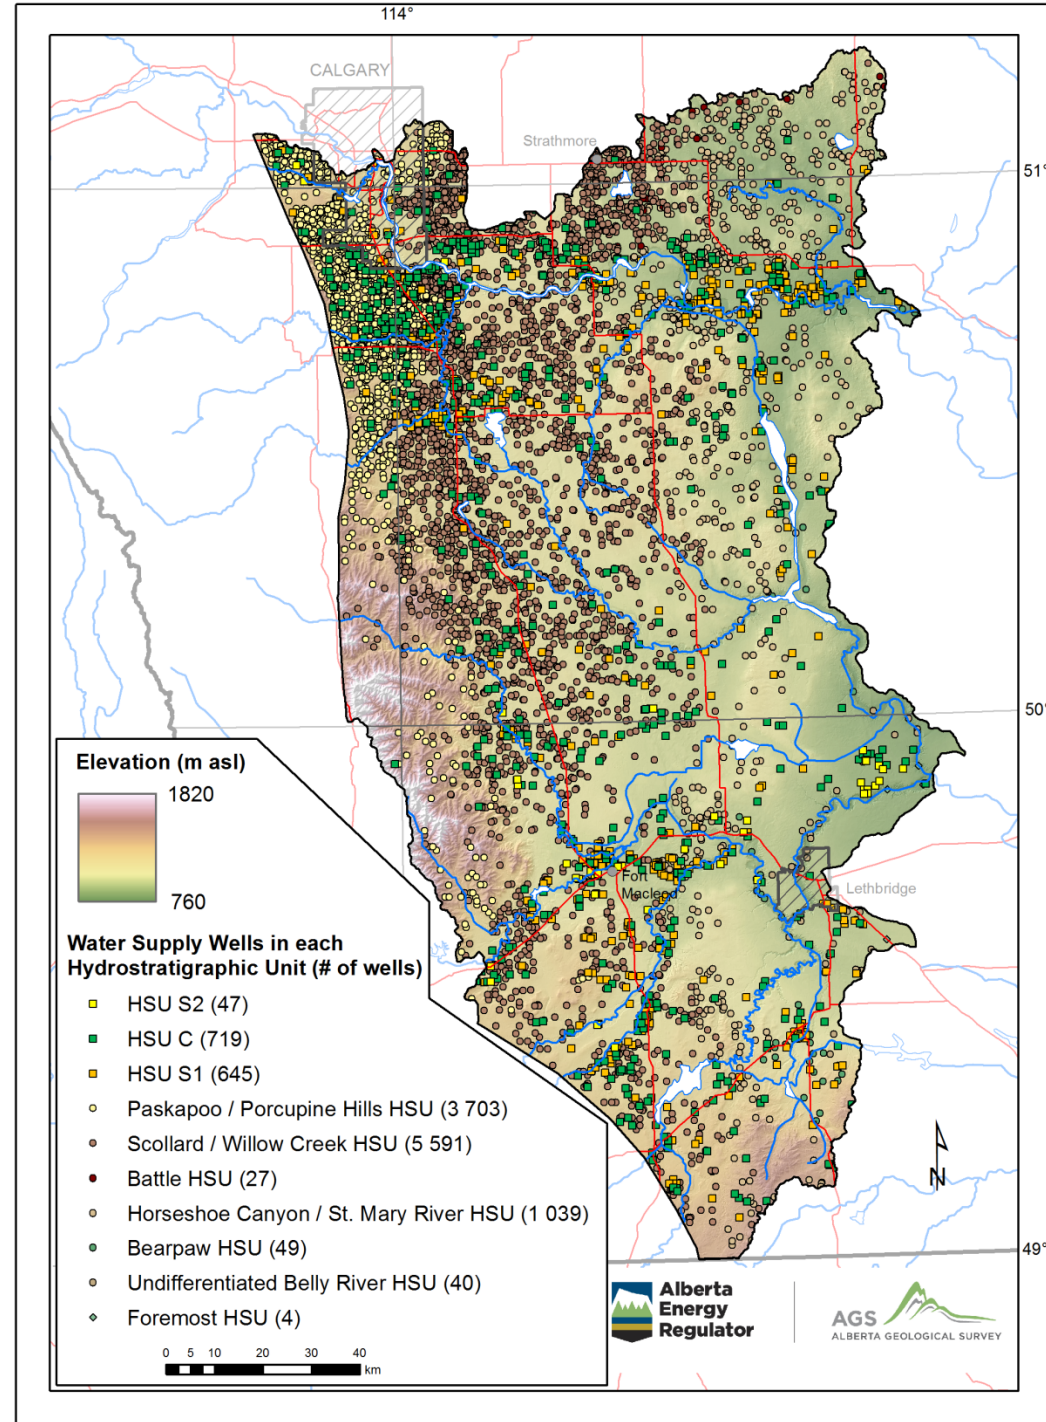 114°
CALGARY
Strathmore
51°
50°
Fort
Macleod
Lethbridge
49°
Elevation (m asl)
1820
760
Water Supply Wells in each
Hydrostratigraphic Unit (# of wells)
HSU S2 (47)
HSU C (719)
HSU S1 (645)
Paskapoo / Porcupine Hills HSU (3 703)
Scollard / Willow Creek HSU (5 591)
Battle HSU (27)
Horseshoe Canyon / St. Mary River HSU (1 039)
Bearpaw HSU (49)
Undifferentiated Belly River HSU (40)
Foremost HSU (4)
0 5 10 20 30 40
km
N
Alberta
Energy
Regulator
AGS
ALBERTA GEOLOGICAL SURVEY